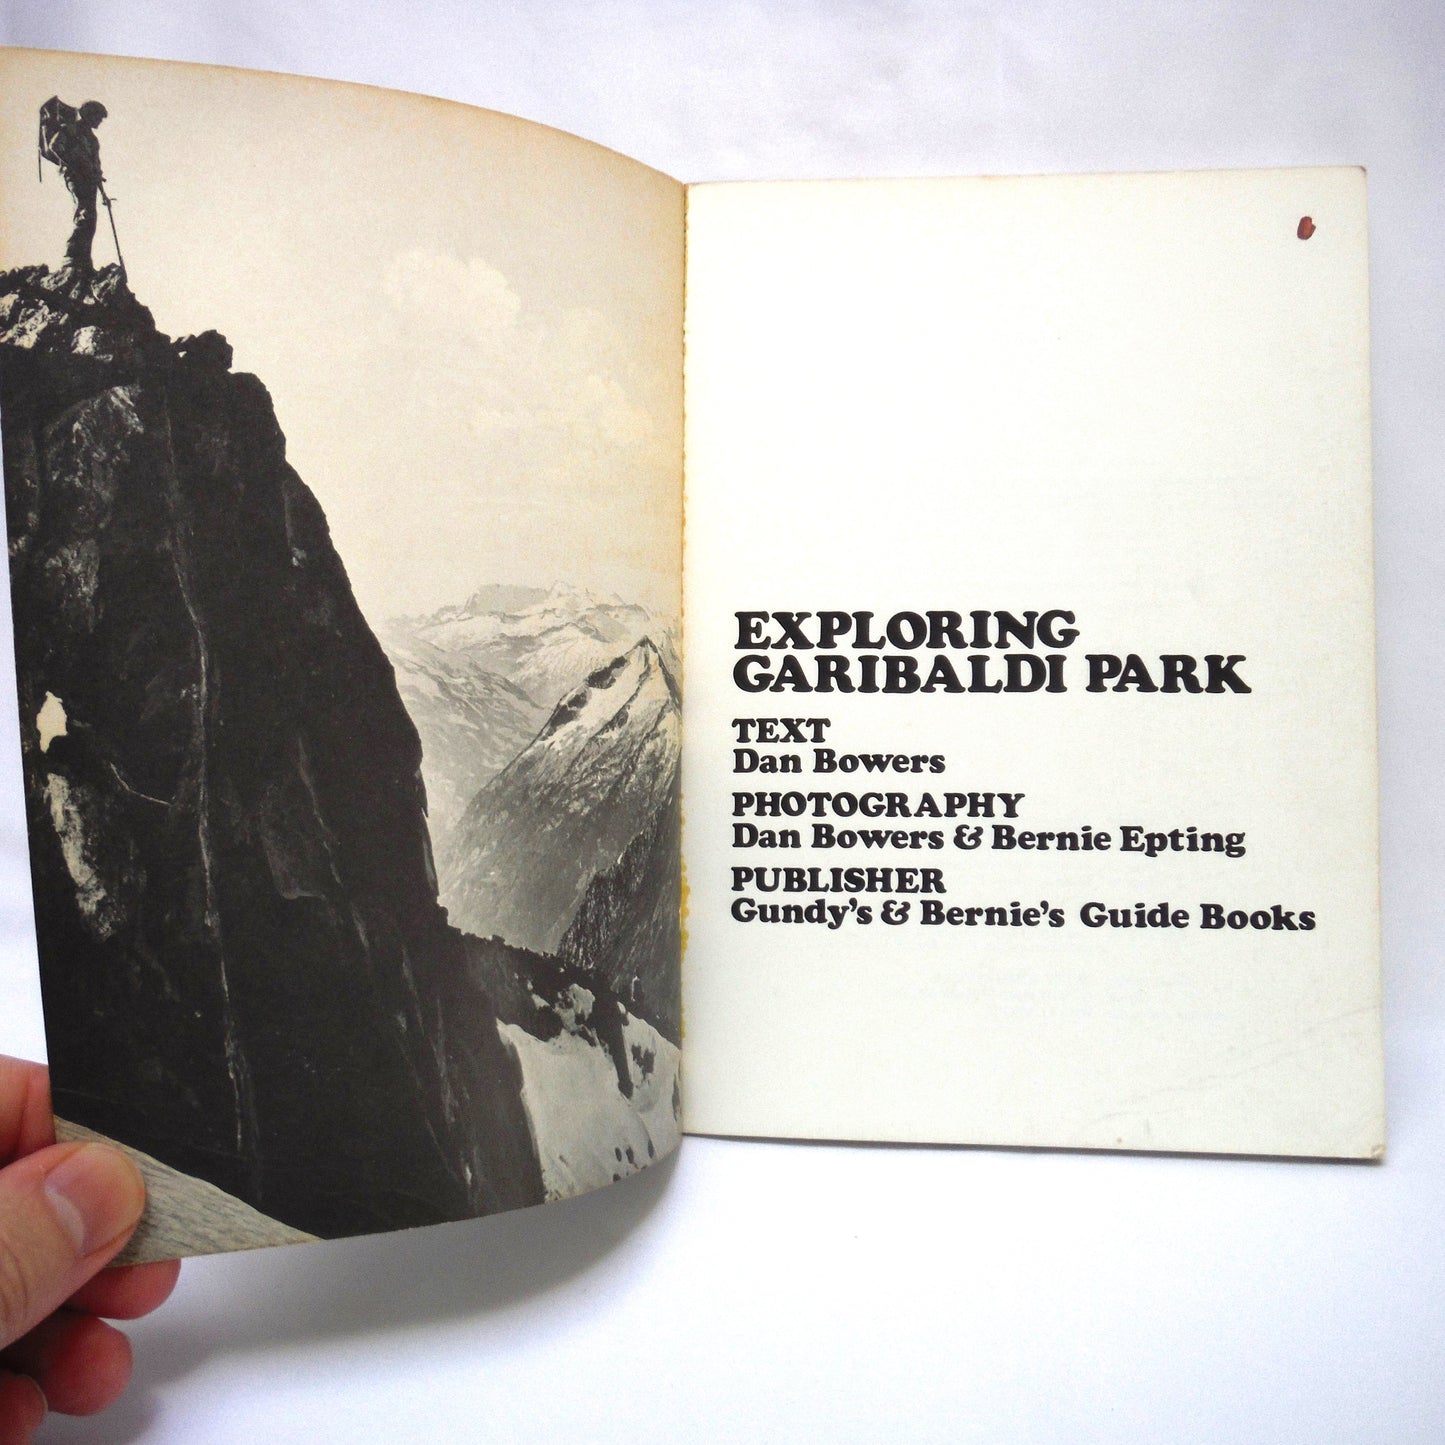 EXPLORING
GARIBALDI PARK
TEXT
Dan Bowers
PHOTOGRAPHY
Dan Bowers & Bernie Epting
PUBLISHER
Gundy's & Bernie's Guide Books